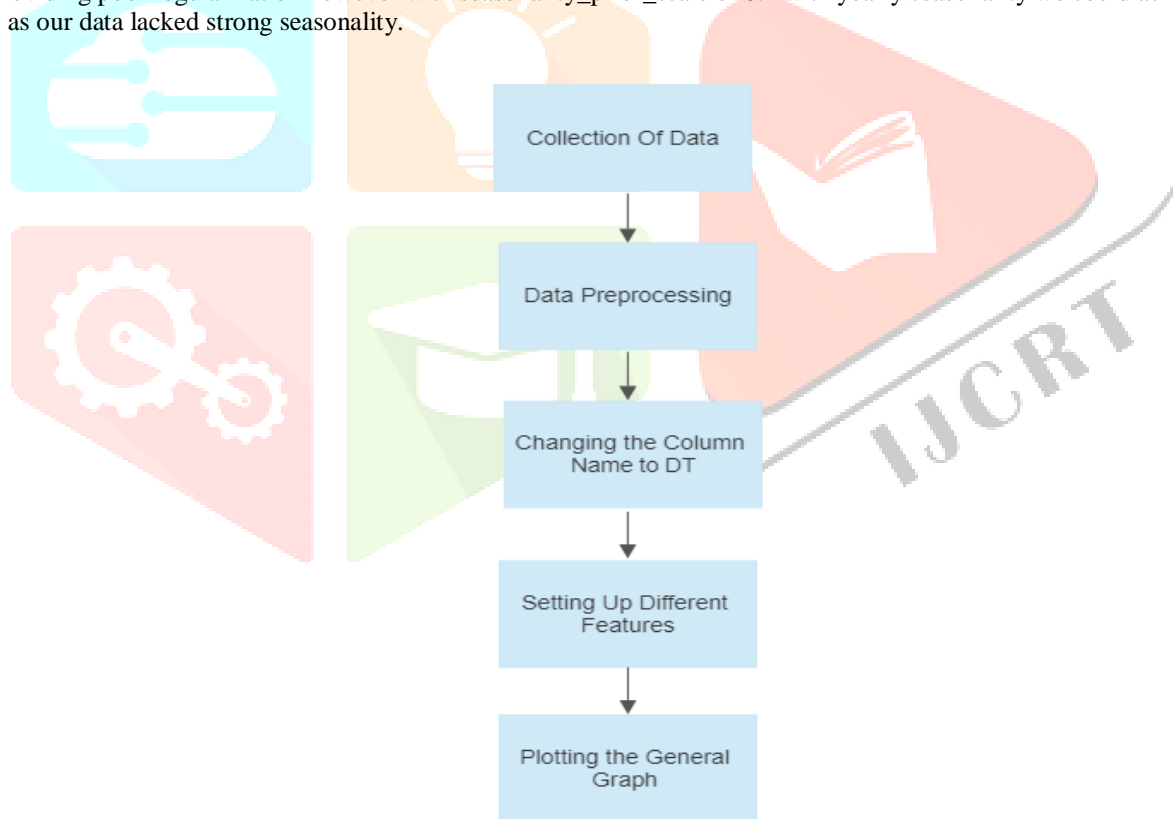 as our data lacked strong seasonality.
Collection Of Data
Data Preprocessing
Changing the Column
Name to DT
IJCRT
Setting Up Different
Features
Plotting the General
Graph